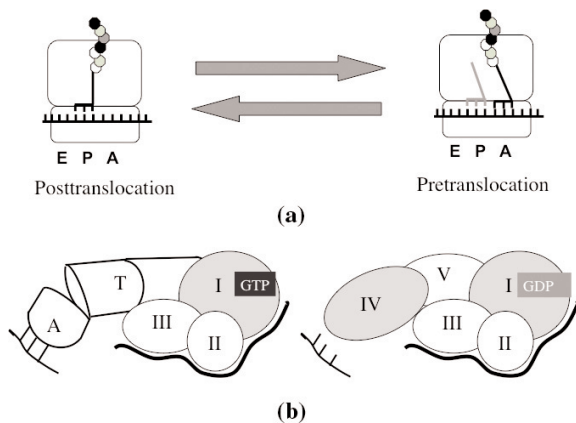 E P A
E P A
Posttranslocation
Pretranslocation
(a)
T
I
GTP
A
III
II
V
I
GDP
IV
III
II
(b)